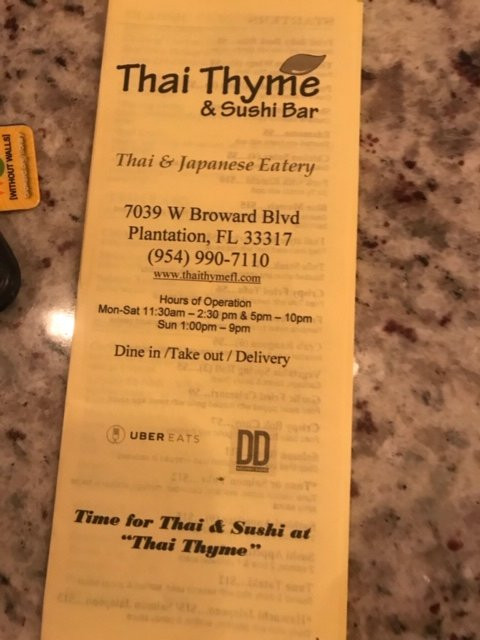 Thai Thyme
& Sushi Bar
Thai & Japanese Eatery
7039 W Broward Blvd
Plantation, FL 33317
(954) 990-7110
www.thaithymefl.com
Hours of Operation
Mon-Sat 11:30am – 2:30 pm & 5pm – 10pm
Sun 1:00pm – 9pm
Dine in /Take out / Delivery
UBER EATS
DD
Time for Thai & Sushi at
"Thai Thyme"
[WITHOUT WALLS]